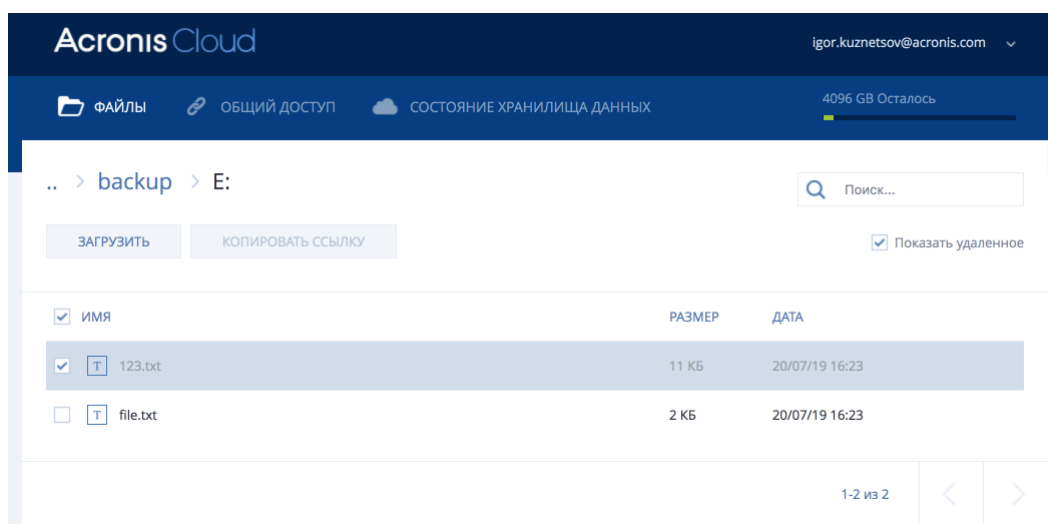 Acronis Cloud
igor.kuznetsov@acronis.com
ФАЙЛЫ ОБЩИЙ ДОСТУП СОСТОЯНИЕ ХРАНИЛИЩА ДАННЫХ 4096 GB Осталось
.. > backup > E:
Поиск...
ЗАГРУЗИТЬ КОПИРОВАТЬ ССЫЛКУ Показать удаленное
ИМЯ РАЗМЕР ДАТА
T 123.txt 11 КБ 20/07/19 16:23
T file.txt 2 КБ 20/07/19 16:23
1-2 из 2